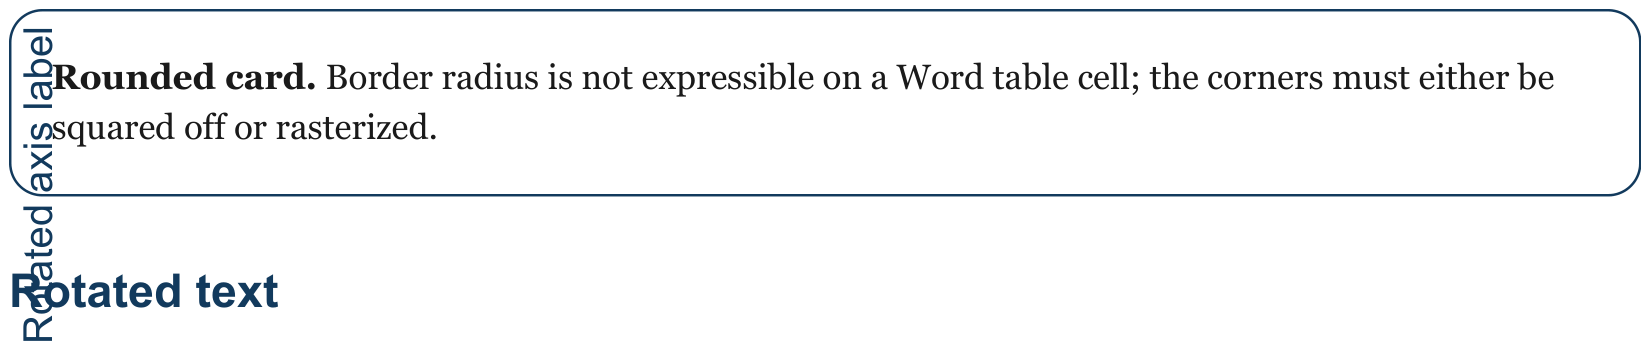 Rounded card. Border radius is not expressible on a Word table cell; the corners must either be
squared off or rasterized.
Rotated text
Rotated axis label